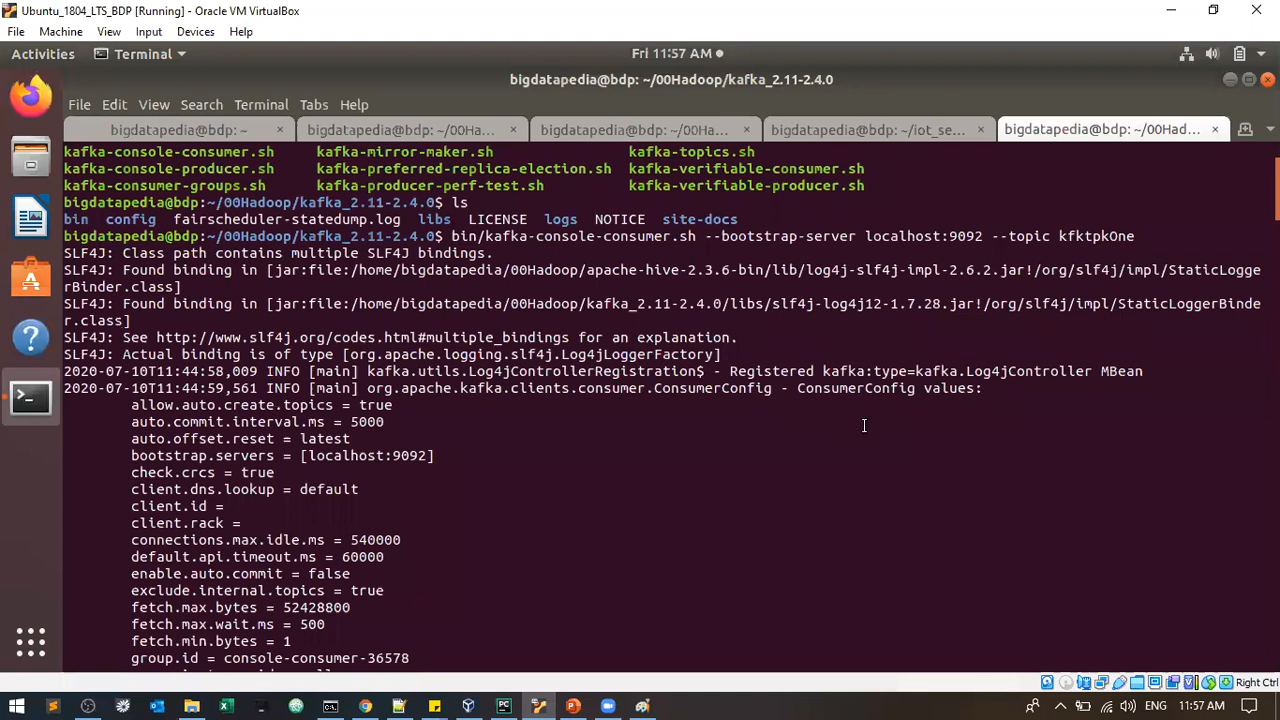 Ubuntu_1804_LTS_BDP [Running] - Oracle VM VirtualBox
File Machine View Input Devices Help
Activities Terminal Fri 11:57 AM
bigdatapedia@bdp: ~/00Hadoop/kafka_2.11-2.4.0
File Edit View Search Terminal Tabs Help
bigdatapedia@bdp: ~ × bigdatapedia@bdp: ~/00Ha... × bigdatapedia@bdp: ~/00Ha... × bigdatapedia@bdp: ~/iot_se... × bigdatapedia@bdp: ~/00Had... ×
kafka-console-consumer.sh kafka-mirror-maker.sh kafka-topics.sh
kafka-console-producer.sh kafka-preferred-replica-election.sh kafka-verifiable-consumer.sh
kafka-consumer-groups.sh kafka-producer-perf-test.sh kafka-verifiable-producer.sh
bigdatapedia@bdp:~/00Hadoop/kafka_2.11-2.4.0$ ls
bin config fairscheduler-statedump.log libs LICENSE logs NOTICE site-docs
bigdatapedia@bdp:~/00Hadoop/kafka_2.11-2.4.0$ bin/kafka-console-consumer.sh --bootstrap-server localhost:9092 --topic kfktpkOne
SLF4J: Class path contains multiple SLF4J bindings.
SLF4J: Found binding in [jar:file:/home/bigdatapedia/00Hadoop/apache-hive-2.3.6-bin/lib/log4j-slf4j-impl-2.6.2.jar!/org/slf4j/impl/StaticLogge
rBinder.class]
SLF4J: Found binding in [jar:file:/home/bigdatapedia/00Hadoop/kafka_2.11-2.4.0/libs/slf4j-log4j12-1.7.28.jar!/org/slf4j/impl/StaticLoggerBinde
r.class]
SLF4J: See http://www.slf4j.org/codes.html#multiple_bindings for an explanation.
SLF4J: Actual binding is of type [org.apache.logging.slf4j.Log4jLoggerFactory]
2020-07-10T11:44:58,009 INFO [main] kafka.utils.Log4jControllerRegistration$ - Registered kafka:type=kafka.Log4jController MBean
2020-07-10T11:44:59,561 INFO [main] org.apache.kafka.clients.consumer.ConsumerConfig - ConsumerConfig values:
allow.auto.create.topics = true
auto.commit.interval.ms = 5000
auto.offset.reset = latest
bootstrap.servers = [localhost:9092]
check.crcs = true
client.dns.lookup = default
client.id =
client.rack =
connections.max.idle.ms = 540000
default.api.timeout.ms = 60000
enable.auto.commit = false
exclude.internal.topics = true
fetch.max.bytes = 52428800
fetch.max.wait.ms = 500
fetch.min.bytes = 1
group.id = console-consumer-36578
Right Ctrl
ENG 11:57 AM